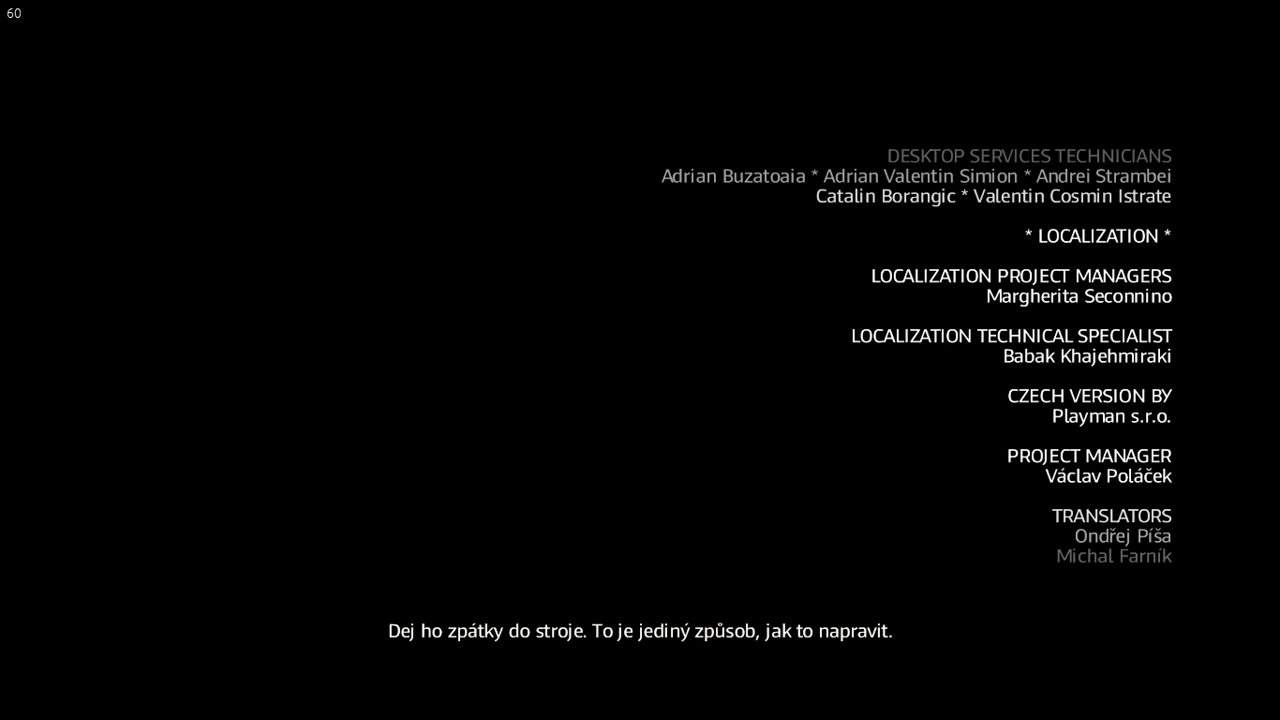 60
DESKTOP SERVICES TECHNICIANS
Adrian Buzatoaia * Adrian Valentin Simion * Andrei Strambei
Catalin Borangic * Valentin Cosmin Istrate
* LOCALIZATION *
LOCALIZATION PROJECT MANAGERS
Margherita Seconnino
LOCALIZATION TECHNICAL SPECIALIST
Babak Khajehmiraki
CZECH VERSION BY
Playman s.r.o.
PROJECT MANAGER
Václav Poláček
TRANSLATORS
Ondřej Píša
Michal Farník
Dej ho zpátky do stroje. To je jediný způsob, jak to napravit.